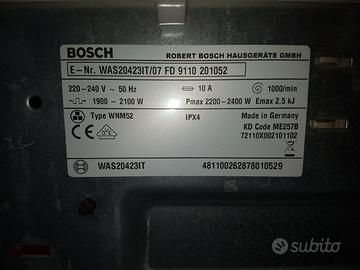 BOSCH
ROBERT BOSCH HAUSGERÄTE GMBH
E-Nr. WAS20423IT/07 FD 9110 201052
220-240 V ~ 50 Hz 10 A 1000/min
1900 - 2100 W Pmax 2200-2400 W Emax 2,5 kJ
Type WNM52 IPX4 Made in Germany
KD Code ME257B
72110X002101102
WAS20423IT 481100262878010529
subito